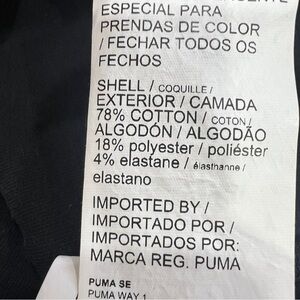 ESPECIAL PARA
PRENDAS DE COLOR
/ FECHAR TODOS OS
FECHOS
SHELL / COQUILLE /
EXTERIOR / CAMADA
78% COTTON / COTON /
ALGODÓN / ALGODÃO
18% polyester / poliéster
4% elastane / élasthanne /
elastano
IMPORTED BY /
IMPORTADO POR /
IMPORTADOS POR:
MARCA REG. PUMA
PUMA SE
PUMA WAY 1